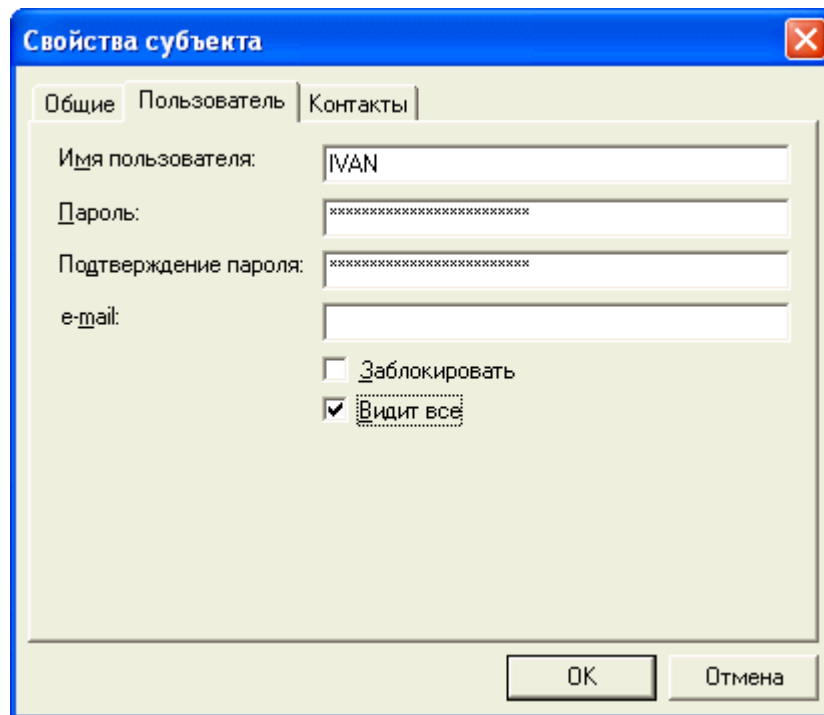 Свойства субъекта
Общие Пользователь Контакты
Имя пользователя: IVAN
Пароль: *************************
Подтверждение пароля: *************************
e-mail:
Заблокировать
Видит все
OK Отмена